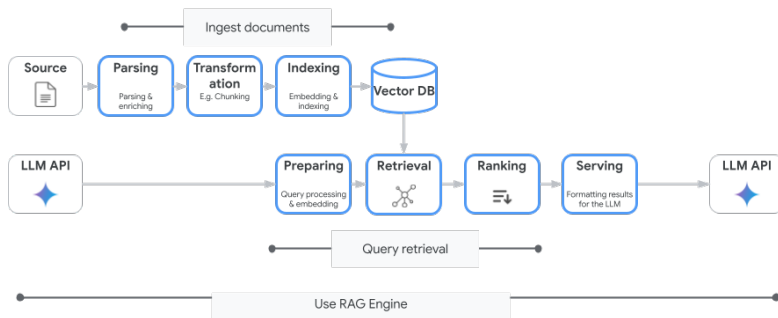 Ingest documents
Source
Parsing
Parsing &
enriching
Transform
ation
E.g. Chunking
Indexing
Embedding &
indexing
Vector DB
LLM API
Preparing
Query processing
& embedding
Retrieval
Ranking
Serving
Formatting results
for the LLM
LLM API
Query retrieval
Use RAG Engine